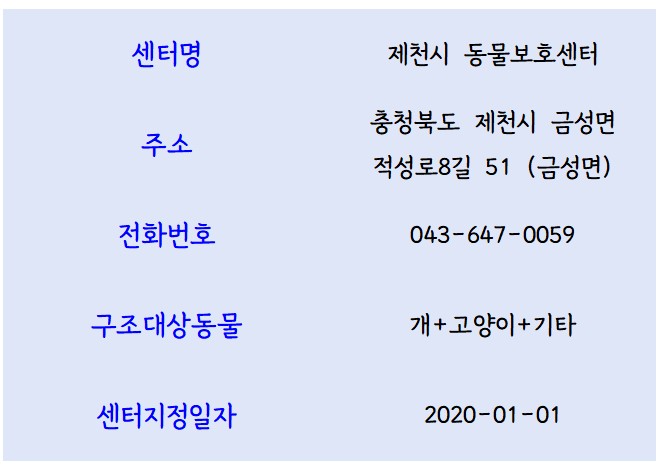 센터명 제천시 동물보호센터
주소 충청북도 제천시 금성면
적성로8길 51 (금성면)
전화번호 043-647-0059
구조대상동물 개+고양이+기타
센터지정일자 2020-01-01